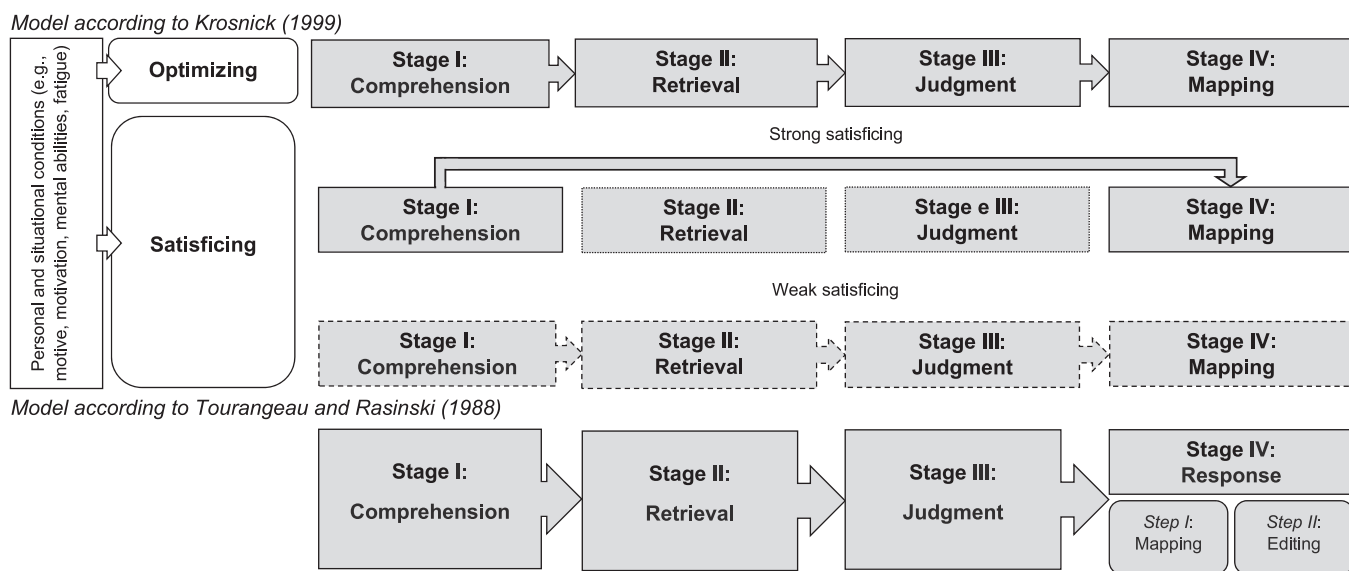 Model according to Krosnick (1999)
Personal and situational conditions (e.g.,
motive, motivation, mental abilities, fatigue)
Optimizing
Stage I:
Comprehension
Stage II:
Retrieval
Stage III:
Judgment
Stage IV:
Mapping
Satisficing
Strong satisficing
Stage I:
Comprehension
Stage II:
Retrieval
Stage e III:
Judgment
Stage IV:
Mapping
Weak satisficing
Stage I:
Comprehension
Stage II:
Retrieval
Stage III:
Judgment
Stage IV:
Mapping
Model according to Tourangeau and Rasinski (1988)
Stage I:
Comprehension
Stage II:
Retrieval
Stage III:
Judgment
Stage IV:
Response
Step I:
Mapping
Step II:
Editing